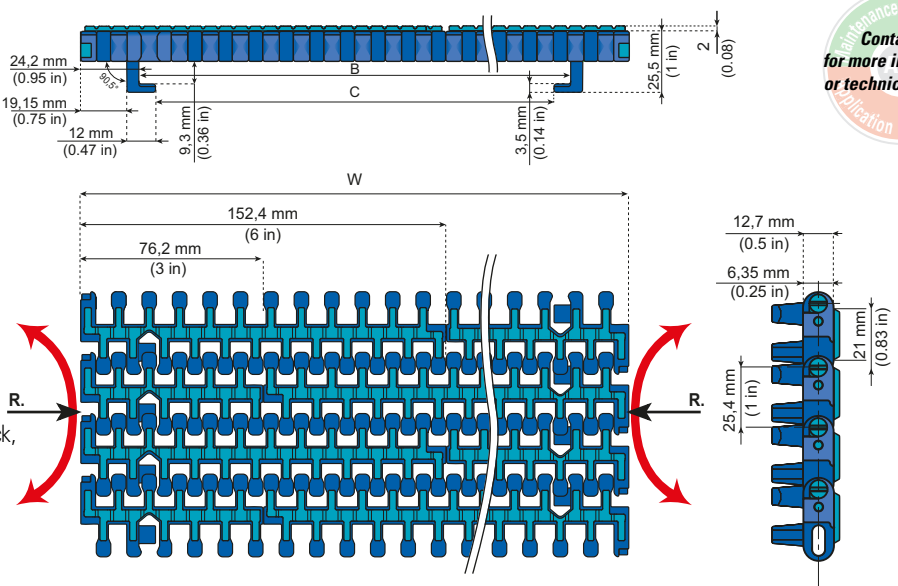 Maintenance
Conta
for more i
or technic
plication
2
(0.08)
25,5 mm
(1 in)
24,2 mm
(0.95 in)
90.5°
B
C
19,15 mm
(0.75 in)
12 mm
(0.47 in)
9,3 mm
(0.36 in)
3,5 mm
(0.14 in)
W
152,4 mm
(6 in)
76,2 mm
(3 in)
12,7 mm
(0.5 in)
6,35 mm
(0.25 in)
21 mm
(0.83 in)
25,4 mm
(1 in)
R.
R.
ck,